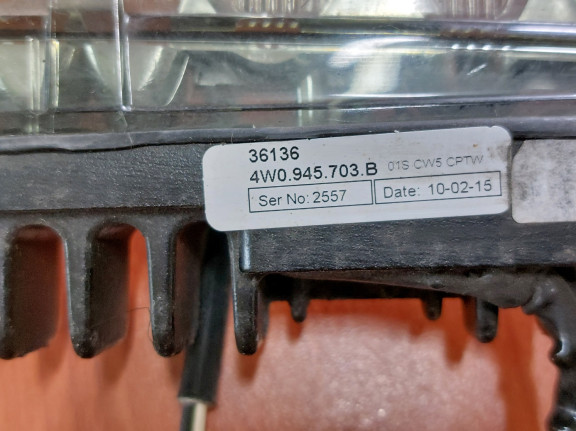 36136
4W0.945.703.B 01S CW5 CPTW
Ser No: 2557 Date: 10-02-15